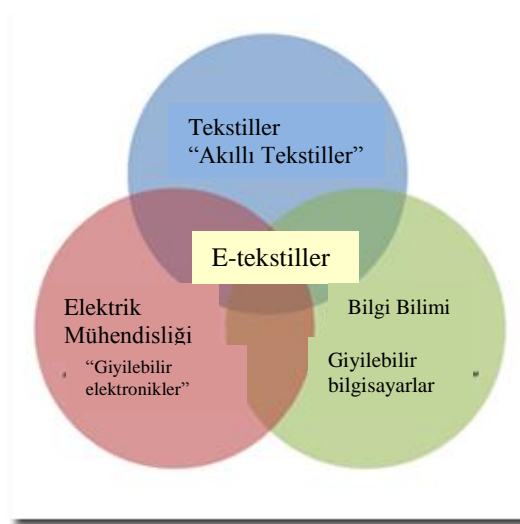 Tekstiller
“Akıllı Tekstiller”
E-tekstiller
Elektrik
Mühendisliği
“Giyilebilir
elektronikler”
Bilgi Bilimi
Giyilebilir
bilgisayarlar